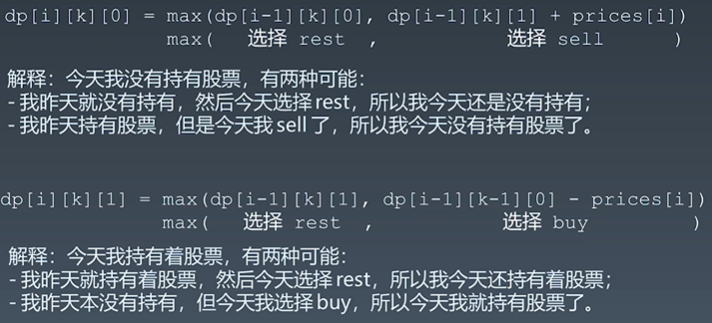 dp[i][k][0] = max(dp[i-1][k][0], dp[i-1][k][1] + prices[i])
max( 选择 rest , 选择 sell )
解释：今天我没有持有股票，有两种可能：
- 我昨天就没有持有，然后今天选择 rest，所以我今天还是没有持有；
- 我昨天持有股票，但是今天我 sell 了，所以我今天没有持有股票了。
dp[i][k][1] = max(dp[i-1][k][1], dp[i-1][k-1][0] - prices[i])
max( 选择 rest , 选择 buy )
解释：今天我持有着股票，有两种可能：
- 我昨天就持有着股票，然后今天选择 rest，所以我今天还持有着股票；
- 我昨天本没有持有，但今天我选择 buy，所以今天我就持有股票了。